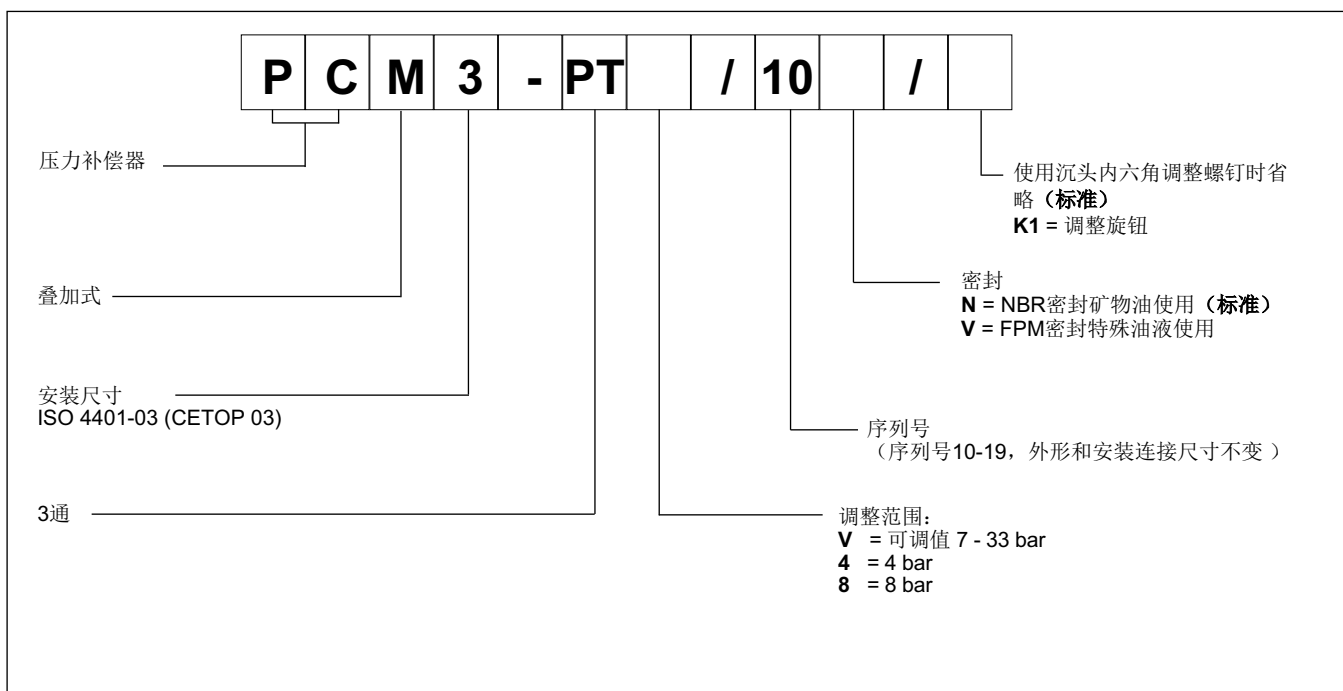 P C M 3 - PT / 10 /
压力补偿器
使用沉头内六角调整螺钉时省
略（标准）
K1 = 调整旋钮
叠加式
密封
N = NBR密封矿物油使用（标准）
V = FPM密封特殊油液使用
安装尺寸
ISO 4401-03 (CETOP 03)
序列号
（序列号10-19，外形和安装连接尺寸不变 ）
3通
调整范围：
V = 可调值 7 - 33 bar
4 = 4 bar
8 = 8 bar